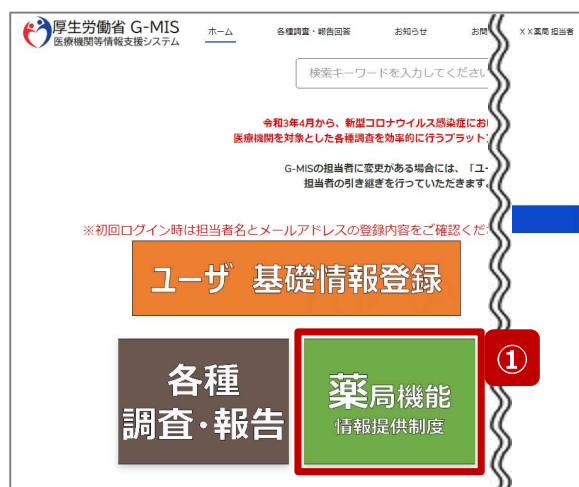 厚生労働省 G-MIS
医療機関等情報支援システム
ホーム 各種調査・報告回答 お知らせ お問 XX薬局 担当者
検索キーワードを入力してくださ
令和3年4月から、新型コロナウイルス感染症にお
医療機関を対象とした各種調査を効率的に行うプラット
G-MISの担当者に変更がある場合には、「ユー
担当者の引き継ぎを行っていただきます
※初回ログイン時は担当者名とメールアドレスの登録内容をご確認くだ
ユーザ 基礎情報登録
①
各種
調査・報告
薬局機能
情報提供制度